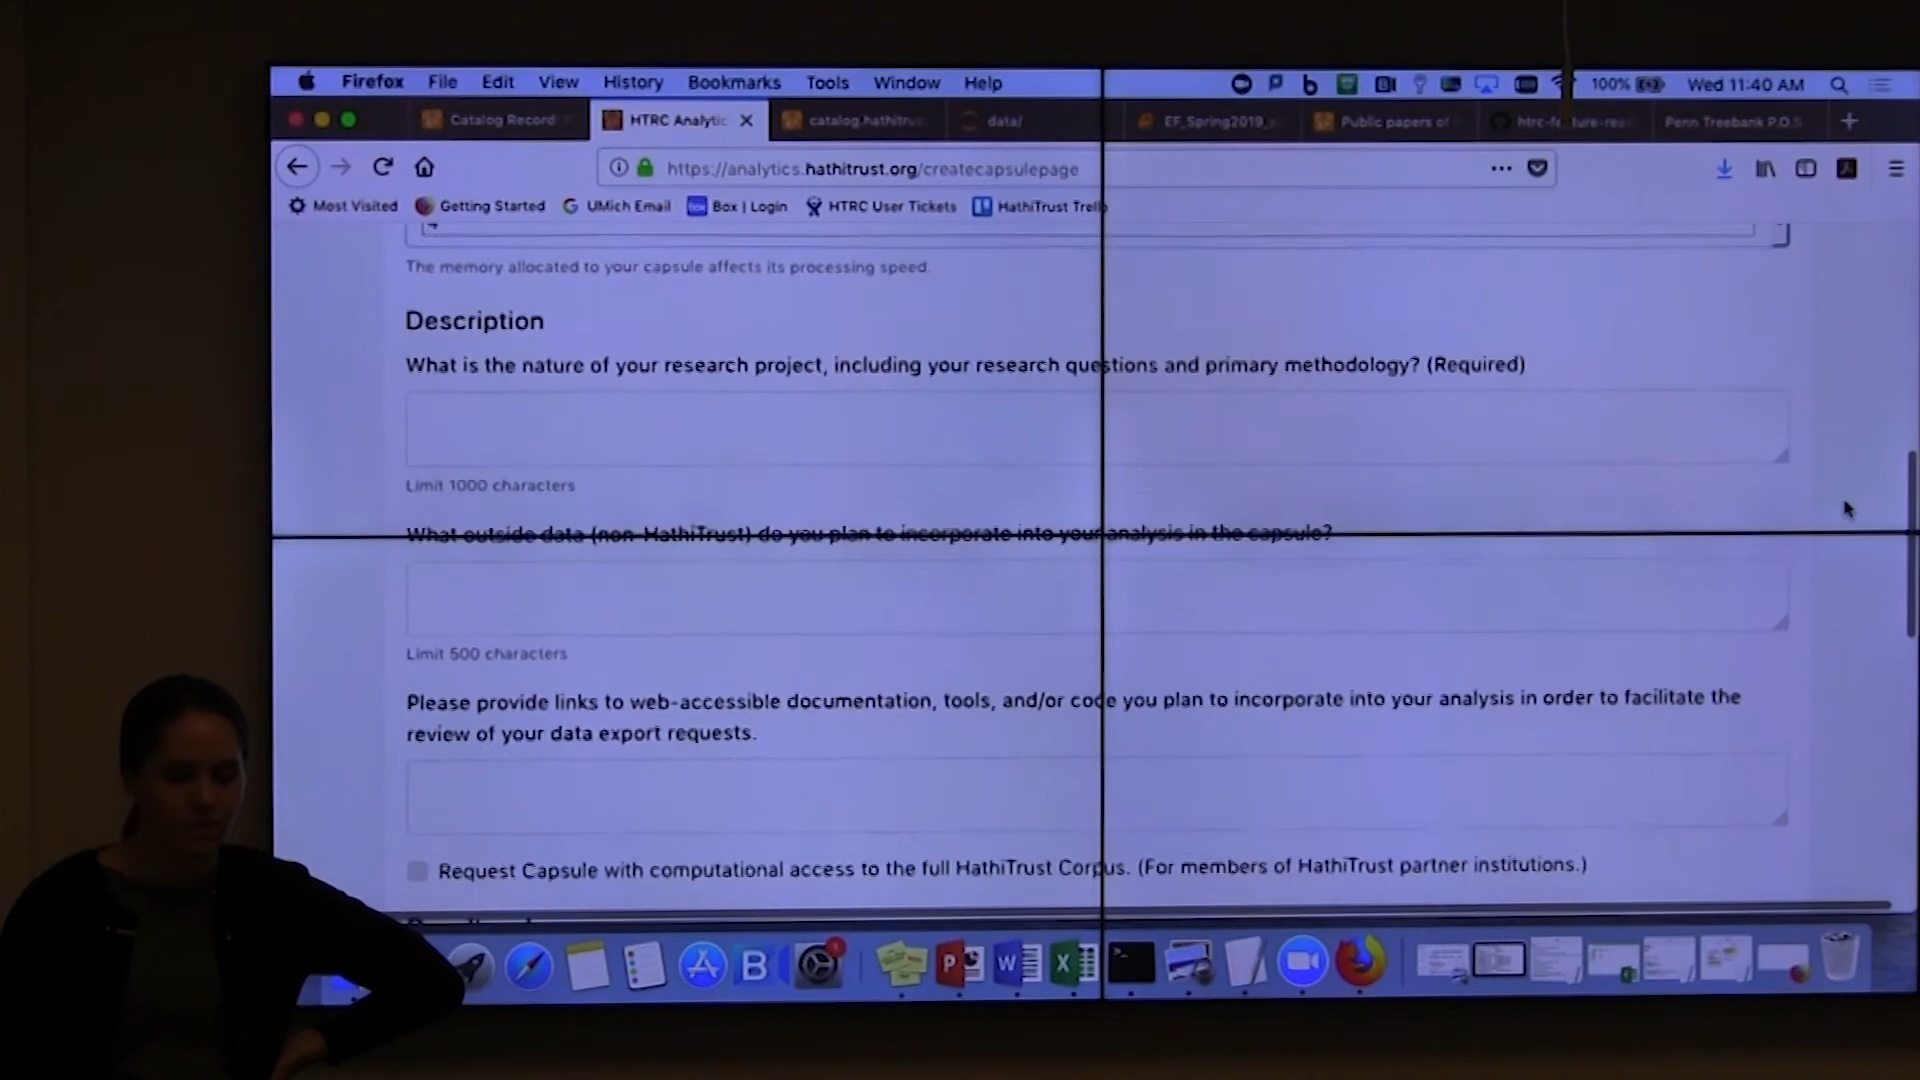 Firefox File Edit View History Bookmarks Tools Window Help 100% Wed 11:40 AM
Catalog Record HTRC Analytic catalog.hathitrus data/ EF_Spring2019_ Public papers of Penn Treebank P.O.S
https://analytics.hathitrust.org/createcapsulepage
Most Visited Getting Started UMich Email Box | Login HTRC User Tickets HathiTrust Trello
The memory allocated to your capsule affects its processing speed.
Description
What is the nature of your research project, including your research questions and primary methodology? (Required)
Limit 1000 characters
What outside data (non-HathiTrust) do you plan to incorporate into your analysis in the capsule?
Limit 500 characters
Please provide links to web-accessible documentation, tools, and/or code you plan to incorporate into your analysis in order to facilitate the
review of your data export requests.
Request Capsule with computational access to the full HathiTrust Corpus. (For members of HathiTrust partner institutions.)